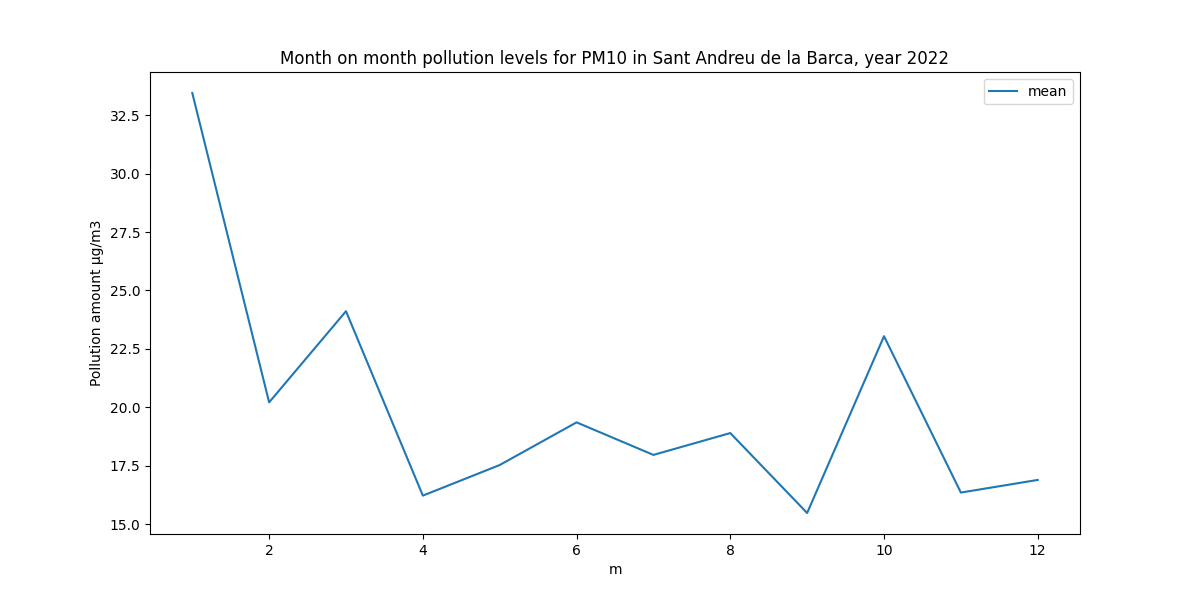 Month on month pollution levels for PM10 in Sant Andreu de la Barca, year 2022
mean
Pollution amount µg/m3
32.5
30.0
27.5
25.0
22.5
20.0
17.5
15.0
2 4 6 8 10 12
m